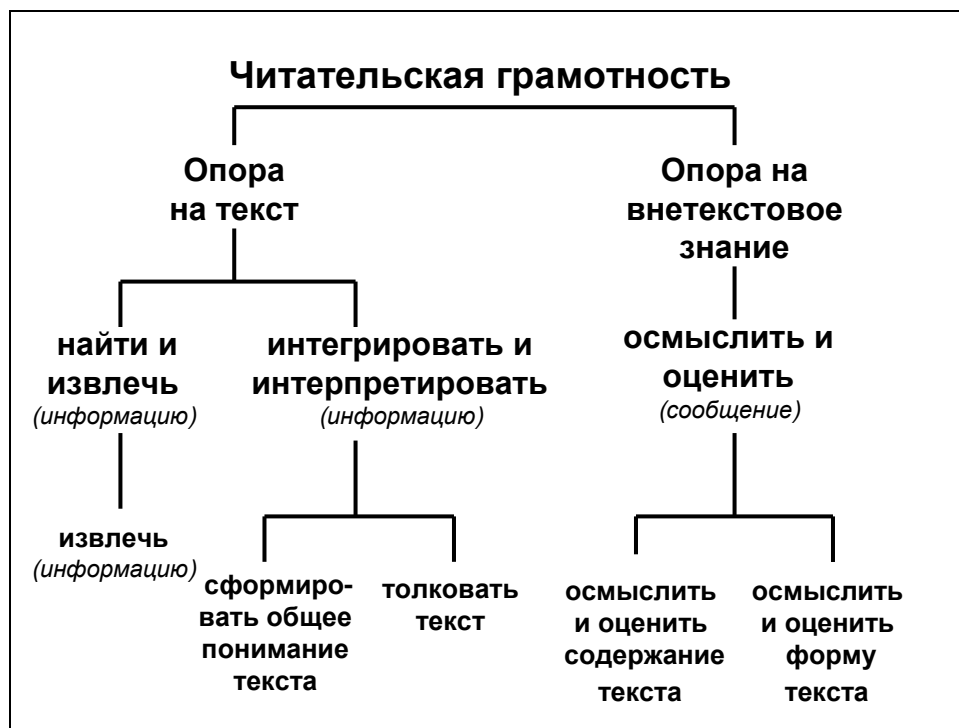 Читательская грамотность
Опора
на текст
Опора на
внетекстовое
знание
найти и
извлечь
(информацию)
интегрировать и
интерпретировать
(информацию)
осмыслить и
оценить
(сообщение)
извлечь
(информацию)
сформиро-
вать общее
понимание
текста
толковать
текст
осмыслить
и оценить
содержание
текста
осмыслить
и оценить
форму
текста